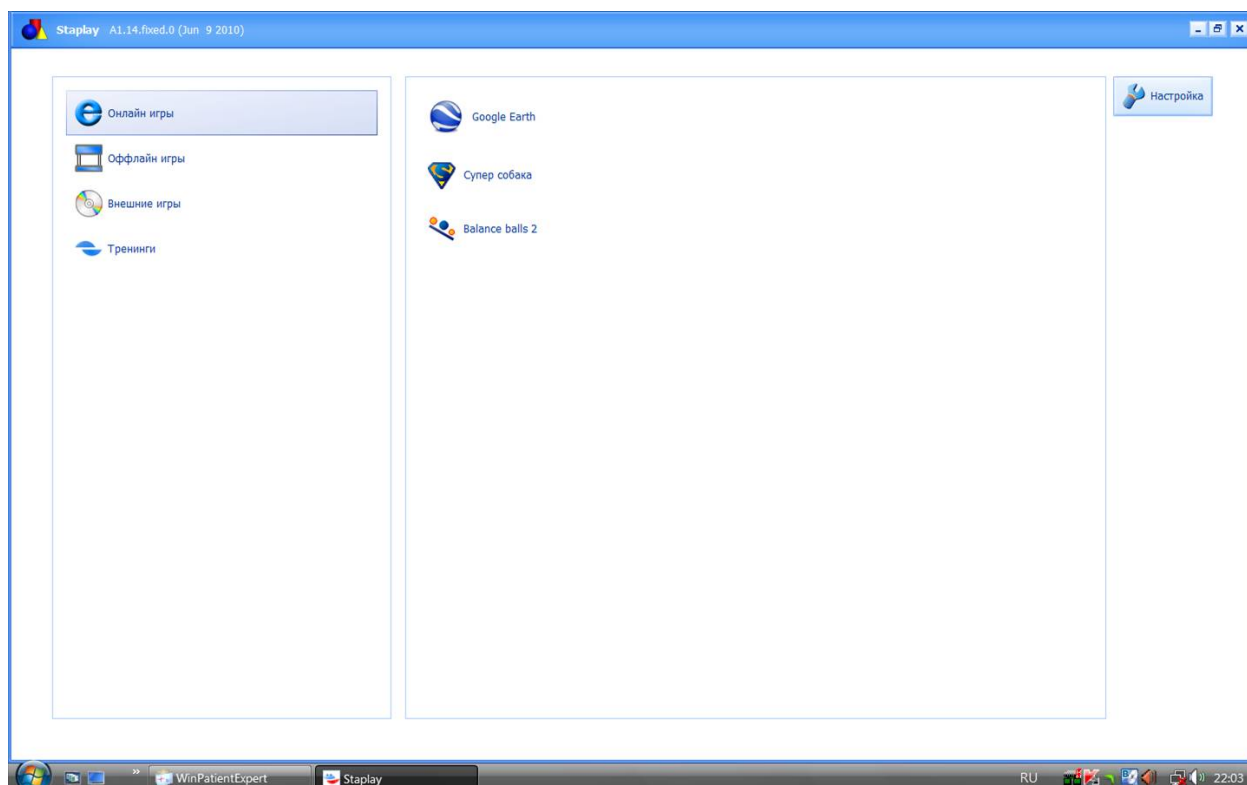 Staplay A1.14.fixed.0 (Jun 9 2010)
Онлайн игры
Оффлайн игры
Внешние игры
Тренинги
Google Earth
Супер собака
Balance balls 2
Настройка
WinPatientExpert
Staplay
RU
22:03